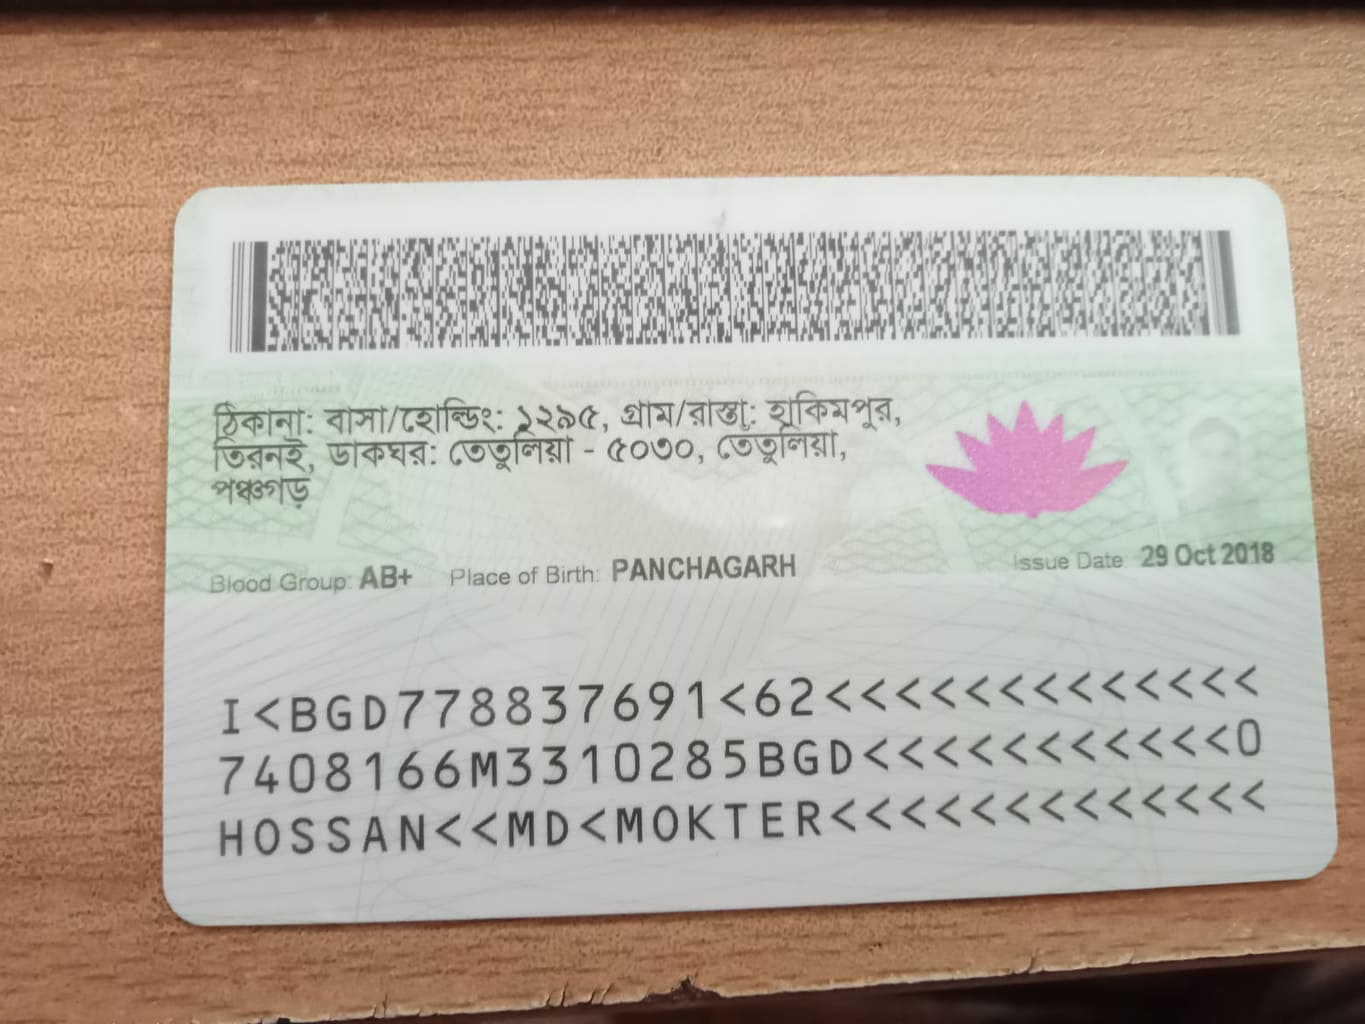 ঠিকানা: বাসা/হোল্ডিং: ১২৯৫, গ্রাম/রাস্তা: হাকিমপুর,
তিরনই, ডাকঘর: তেতুলিয়া - ৫০৩০, তেতুলিয়া,
পঞ্চগড়
Blood Group: AB+ Place of Birth: PANCHAGARH Issue Date 29 Oct 2018
I<BGD778837691<62<<<<<<<<<<<<<
7408166M3310285BGD<<<<<<<<<<<0
HOSSAN<<MD<MOKTER<<<<<<<<<<<<<